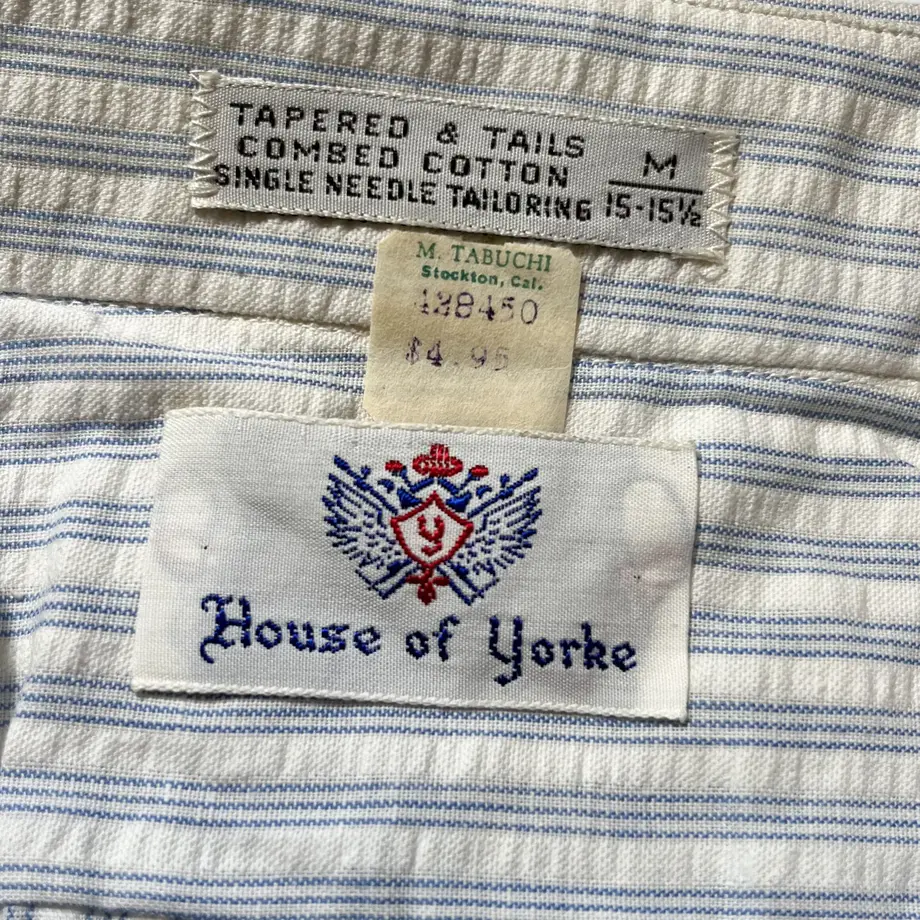 TAPERED & TAILS
COMBED COTTON
SINGLE NEEDLE TAILORING
M
15-15½
M. TABUCHI
Stockton, Cal.
$4.95
Y
House of Yorke